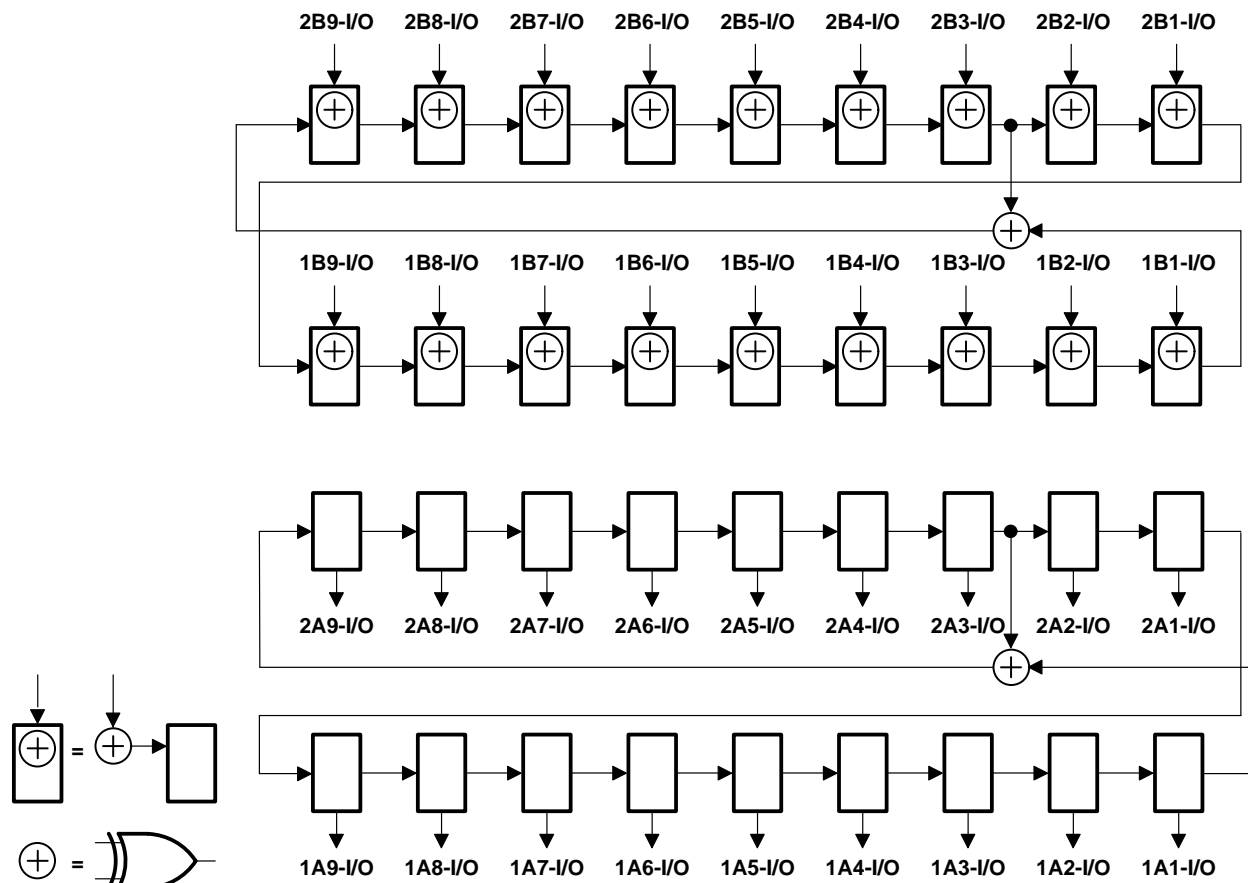 2B9-I/O 2B8-I/O 2B7-I/O 2B6-I/O 2B5-I/O 2B4-I/O 2B3-I/O 2B2-I/O 2B1-I/O
1B9-I/O 1B8-I/O 1B7-I/O 1B6-I/O 1B5-I/O 1B4-I/O 1B3-I/O 1B2-I/O 1B1-I/O
2A9-I/O 2A8-I/O 2A7-I/O 2A6-I/O 2A5-I/O 2A4-I/O 2A3-I/O 2A2-I/O 2A1-I/O
=
=
1A9-I/O 1A8-I/O 1A7-I/O 1A6-I/O 1A5-I/O 1A4-I/O 1A3-I/O 1A2-I/O 1A1-I/O